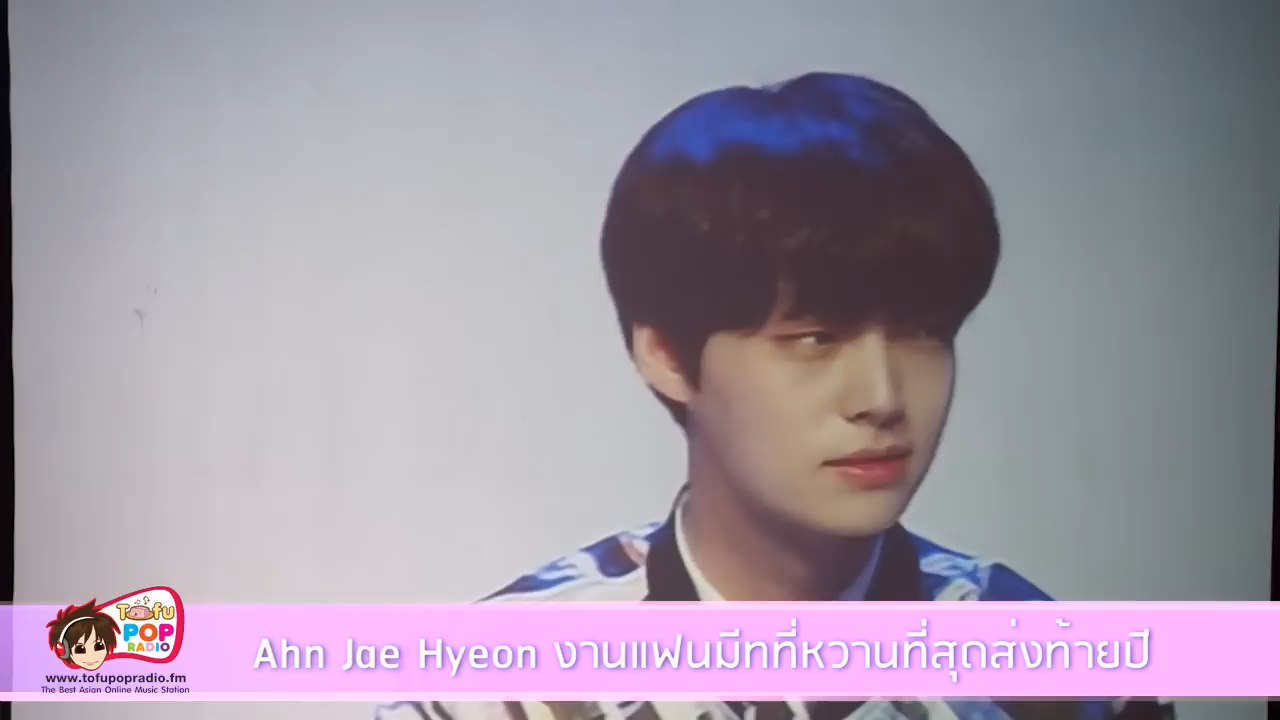 Tofu
POP
RADIO
www.tofupopradio.fm
The Best Asian Online Music Station
Ahn Jae Hyeon งานแฟนมีทที่หวานที่สุดส่งท้ายปี